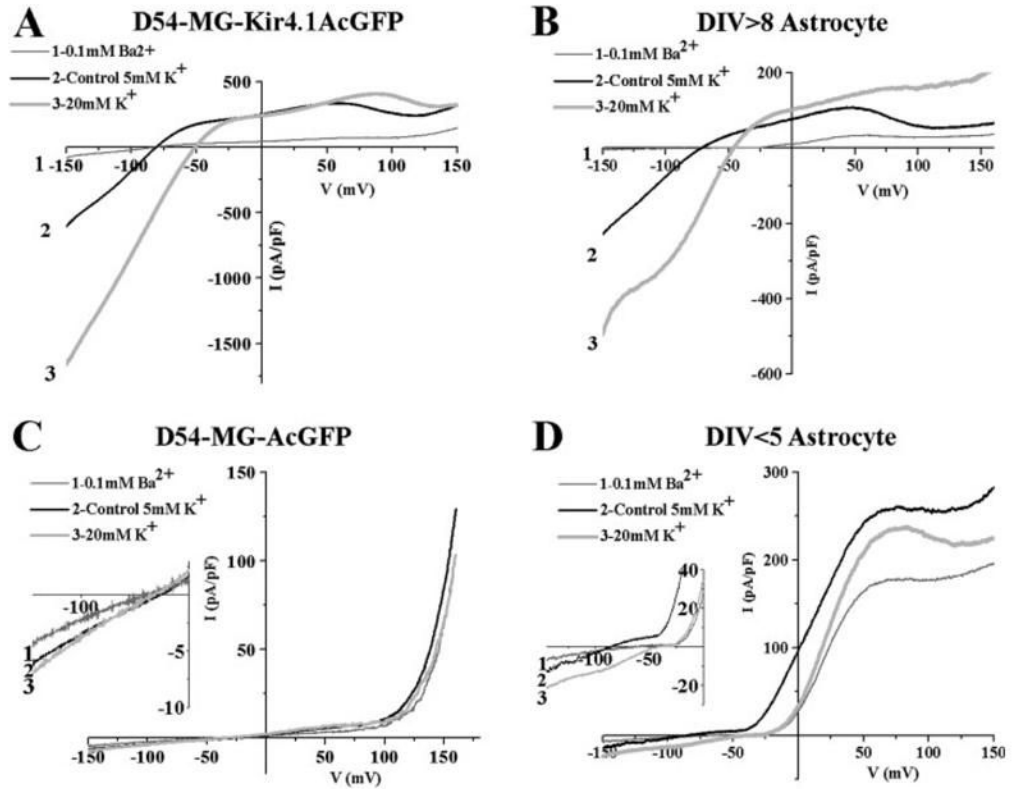 A D54-MG-Kir4.1AcGFP
1-0.1mM Ba2+
2-Control 5mM K+
3-20mM K+
500
-150 -100 -50 50 100 150
V (mV)
-500
-1000
-1500
I (pA/pF)
1
2
3
B DIV>8 Astrocyte
1-0.1mM Ba2+
2-Control 5mM K+
3-20mM K+
200
-150 -100 -50 0 50 100 150
V (mV)
-200
-400
-600
I (pA/pF)
1
2
3
C D54-MG-AcGFP
1-0.1mM Ba2+
2-Control 5mM K+
3-20mM K+
150
100
50
I (pA/pF)
-150 -100 -50 0 50 100 150
V (mV)
-100
-5
-10
1
2
3
D DIV<5 Astrocyte
1-0.1mM Ba2+
2-Control 5mM K+
3-20mM K+
300
200
100
I (pA/pF)
-150 -100 -50 0 50 100 150
V (mV)
40
20
-100 -50
-20
1
2
3